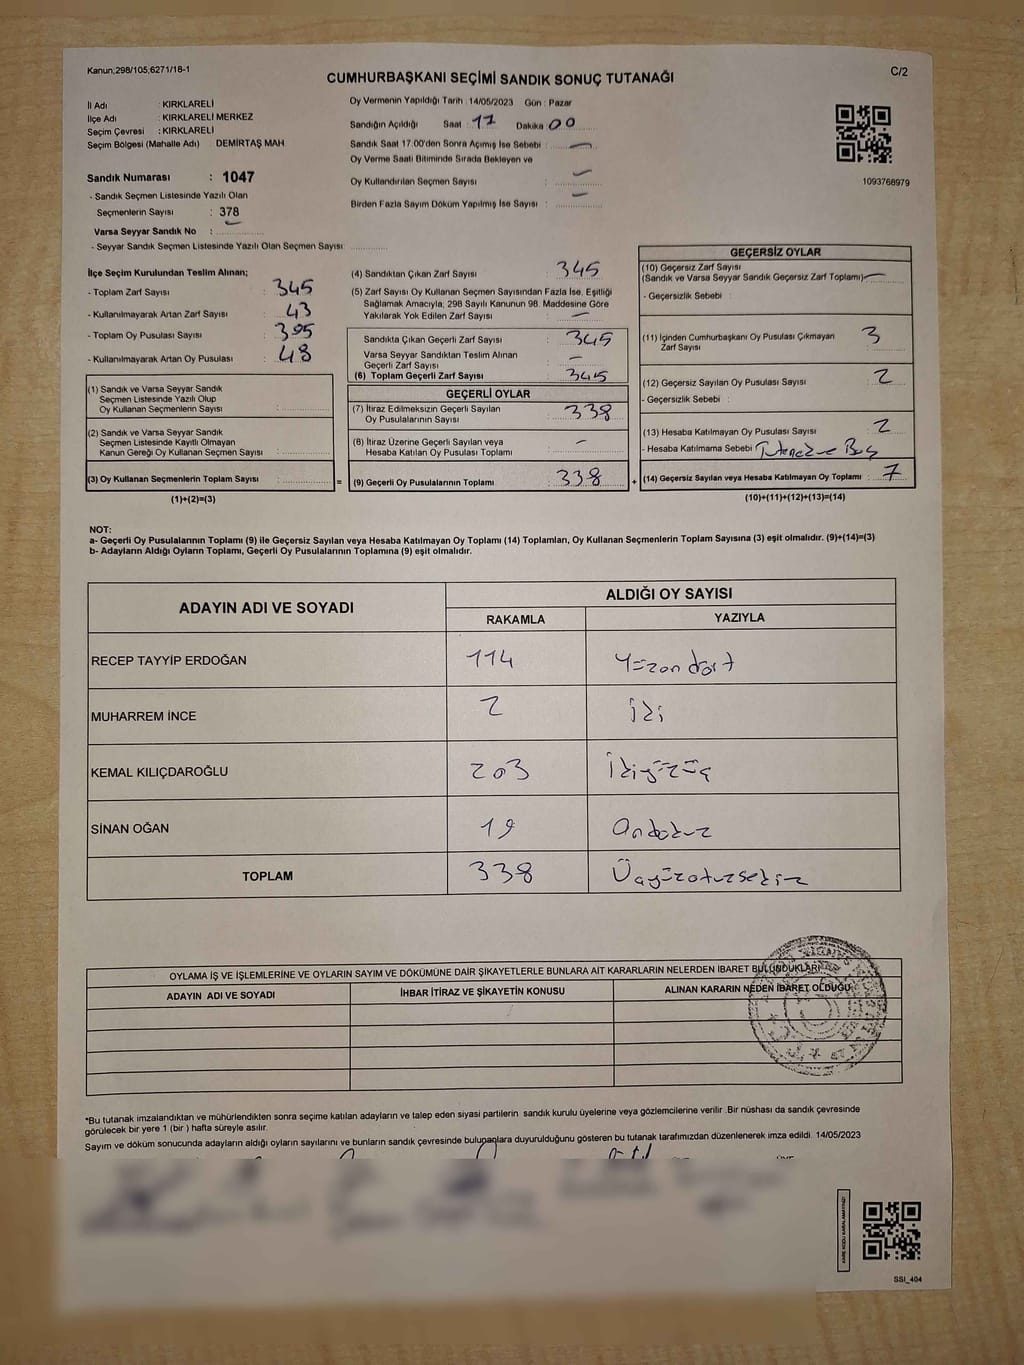 Kanun,298/105,6271/18-1
C/2
CUMHURBAŞKANI SEÇİMİ SANDIK SONUÇ TUTANAĞI
İl Adı : KIRKLARELİ
İlçe Adı : KIRKLARELİ MERKEZ
Seçim Çevresi : KIRKLARELİ
Seçim Bölgesi (Mahalle Adı) DEMİRTAŞ MAH
Sandık Numarası : 1047
- Sandık Seçmen Listesinde Yazılı Olan
Seçmenlerin Sayısı : 378
Varsa Seyyar Sandık No :
- Seyyar Sandık Seçmen Listesinde Yazılı Olan Seçmen Sayısı:
Oy Vermenin Yapıldığı Tarih : 14/05/2023 Gün : Pazar
Sandığın Açıldığı Saat : 17 Dakika : 00
Sandık Saat 17.00'den Sonra Açımış İse Sebebi : —
Oy Verme Saati Bitiminde Sırada Bekleyen ve
Oy Kullandırılan Seçmen Sayısı : —
Birden Fazla Sayım Döküm Yapılmış İse Sayısı : —
1093768979
İlçe Seçim Kurulundan Teslim Alınan;
- Toplam Zarf Sayısı : 345
- Kullanılmayarak Artan Zarf Sayısı : 43
- Toplam Oy Pusulası Sayısı : 395
- Kullanılmayarak Artan Oy Pusulası : 48
(1) Sandık ve Varsa Seyyar Sandık
Seçmen Listesinde Yazılı Olup
Oy Kullanan Seçmenlerin Sayısı :
(2) Sandık ve Varsa Seyyar Sandık
Seçmen Listesinde Kayıtlı Olmayan
Kanun Gereği Oy Kullanan Seçmen Sayısı :
(3) Oy Kullanan Seçmenlerin Toplam Sayısı :
(1)+(2)=(3)
(4) Sandıktan Çıkan Zarf Sayısı : 345
(5) Zarf Sayısı Oy Kullanan Seçmen Sayısından Fazla İse, Eşitliği
Sağlamak Amacıyla; 298 Sayılı Kanunun 98. Maddesine Göre
Yakılarak Yok Edilen Zarf Sayısı : —
Sandıkta Çıkan Geçerli Zarf Sayısı : 345
Varsa Seyyar Sandıktan Teslim Alınan
Geçerli Zarf Sayısı : —
(6) Toplam Geçerli Zarf Sayısı : 345
GEÇERLİ OYLAR
(7) İtiraz Edilmeksizin Geçerli Sayılan
Oy Pusulalarının Sayısı : 338
(8) İtiraz Üzerine Geçerli Sayılan veya
Hesaba Katılan Oy Pusulası Toplamı : —
= (9) Geçerli Oy Pusulalarının Toplamı : 338 +
GEÇERSİZ OYLAR
(10) Geçersiz Zarf Sayısı
(Sandık ve Varsa Seyyar Sandık Geçersiz Zarf Toplamı): —
- Geçersizlik Sebebi :
(11) İçinden Cumhurbaşkanı Oy Pusulası Çıkmayan
Zarf Sayısı : 3
(12) Geçersiz Sayılan Oy Pusulası Sayısı : 2
- Geçersizlik Sebebi :
(13) Hesaba Katılmayan Oy Pusulası Sayısı : 2
- Hesaba Katılmama Sebebi :
(14) Geçersiz Sayılan veya Hesaba Katılmayan Oy Toplamı : 7
(10)+(11)+(12)+(13)=(14)
NOT:
a- Geçerli Oy Pusulalarının Toplamı (9) ile Geçersiz Sayılan veya Hesaba Katılmayan Oy Toplamı (14) Toplamları, Oy Kullanan Seçmenlerin Toplam Sayısına (3) eşit olmalıdır. (9)+(14)=(3)
b- Adayların Aldığı Oyların Toplamı, Geçerli Oy Pusulalarının Toplamına (9) eşit olmalıdır.
ADAYIN ADI VE SOYADI
ALDIĞI OY SAYISI
RAKAMLA YAZIYLA
RECEP TAYYİP ERDOĞAN 114 Yüzondört
MUHARREM İNCE 2 İki
KEMAL KILIÇDAROĞLU 203 İkiyüzüç
SİNAN OĞAN 19 Ondokuz
TOPLAM 338 Üçyüzotuzsekiz
OYLAMA İŞ VE İŞLEMLERİNE VE OYLARIN SAYIM VE DÖKÜMÜNE DAİR ŞİKAYETLERLE BUNLARA AİT KARARLARIN NELERDEN İBARET BULUNDUKLARI
ADAYIN ADI VE SOYADI İHBAR İTİRAZ VE ŞİKAYETİN KONUSU ALINAN KARARIN NEDEN İBARET OLDUĞU
*Bu tutanak imzalandıktan ve mühürlendikten sonra seçime katılan adayların ve talep eden siyasi partilerin sandık kurulu üyelerine veya gözlemcilerine verilir .Bir nüshası da sandık çevresinde
görülecek bir yere 1 (bir ) hafta süreyle asılır.
Sayım ve döküm sonucunda adayların aldığı oyların sayılarını ve bunların sandık çevresinde bulunanlara duyurulduğunu gösteren bu tutanak tarafımızdan düzenlenerek imza edildi. 14/05/2023
SSI_404